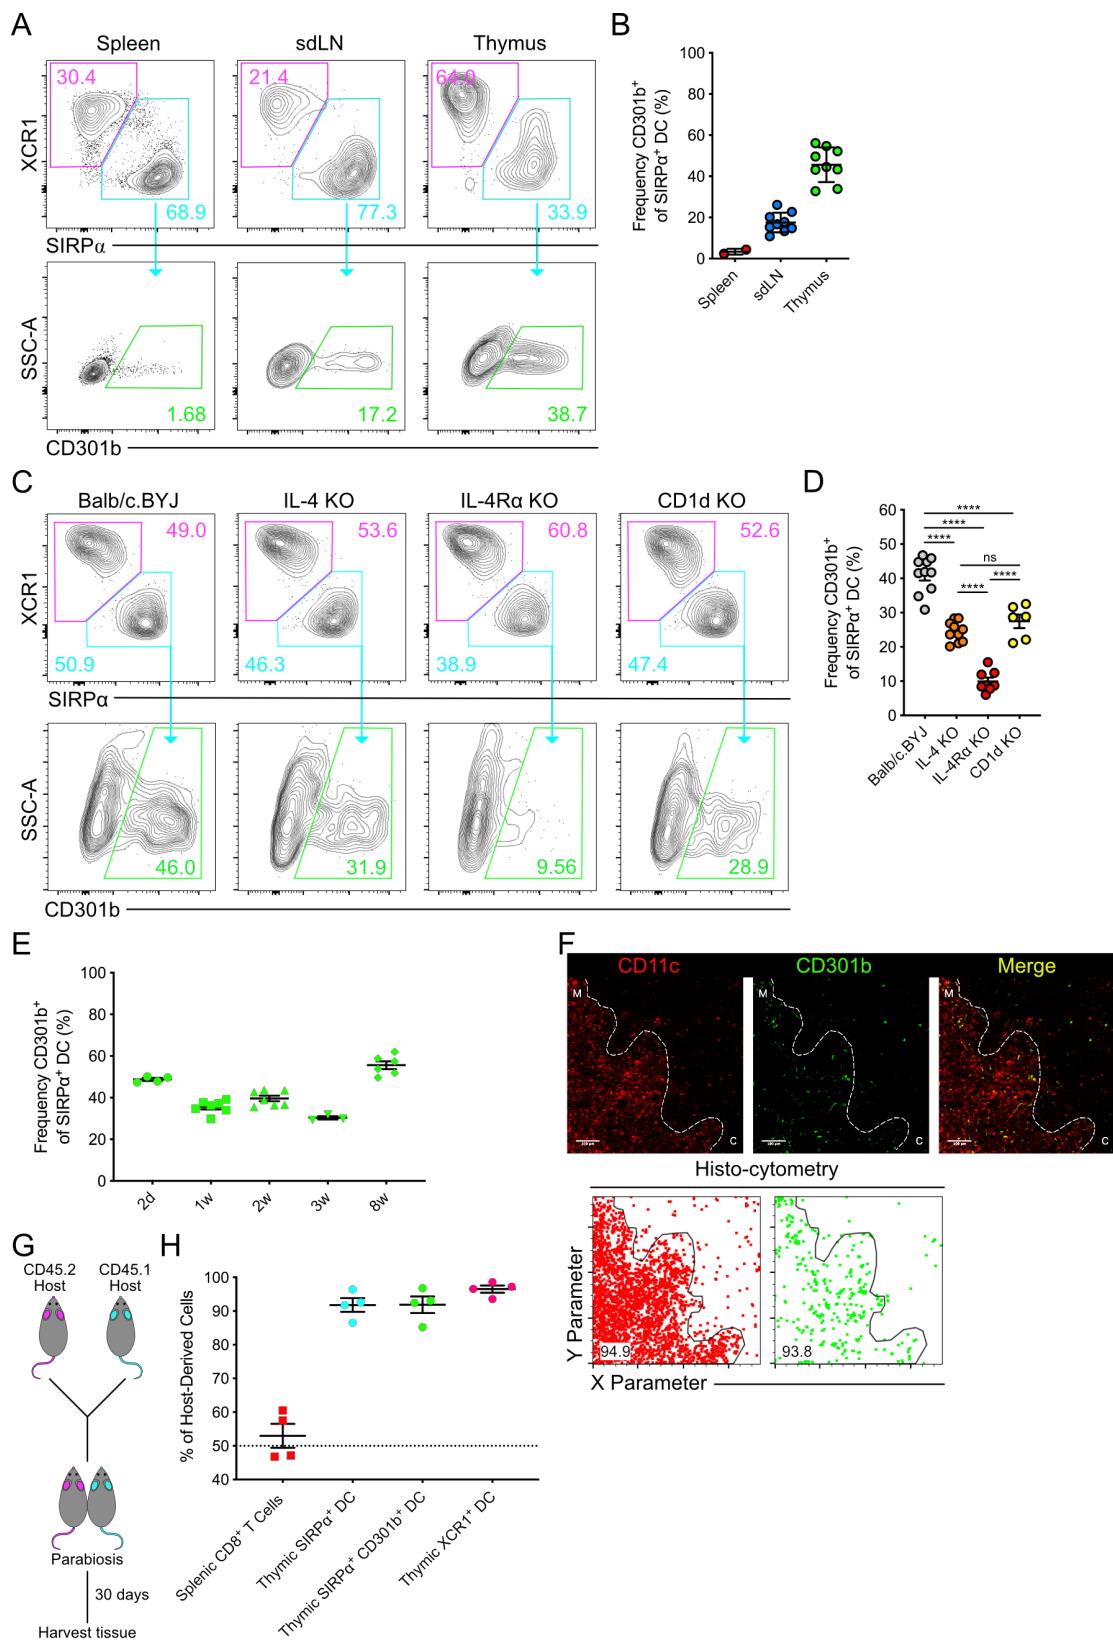 A
Spleen
sdLN
Thymus
XCR1
30.4
68.9
21.4
77.3
64.0
33.9
SIRPα
SSC-A
1.68
17.2
38.7
CD301b
B
Frequency CD301b⁺
of SIRPα⁺ DC (%)
100
80
60
40
20
0
Spleen
sdLN
Thymus
C
Balb/c.BYJ
IL-4 KO
IL-4Rα KO
CD1d KO
XCR1
49.0
50.9
53.6
46.3
60.8
38.9
52.6
47.4
SIRPα
SSC-A
46.0
31.9
9.56
28.9
CD301b
D
Frequency CD301b⁺
of SIRPα⁺ DC (%)
60
50
40
30
20
10
0
****
****
****
ns
****
****
Balb/c.BYJ
IL-4 KO
IL-4Rα KO
CD1d KO
E
Frequency CD301b⁺
of SIRPα⁺ DC (%)
100
80
60
40
20
0
2d
1w
2w
3w
8w
F
CD11c
CD301b
Merge
M
M
M
C
C
C
100 μm
100 μm
100 μm
Histo-cytometry
Y Parameter
94.9
93.8
X Parameter
G
CD45.2
Host
CD45.1
Host
Parabiosis
30 days
Harvest tissue
H
% of Host-Derived Cells
100
90
80
70
60
50
40
Splenic CD8⁺ T Cells
Thymic SIRPα⁺ DC
Thymic SIRPα⁺ CD301b⁺ DC
Thymic XCR1⁺ DC